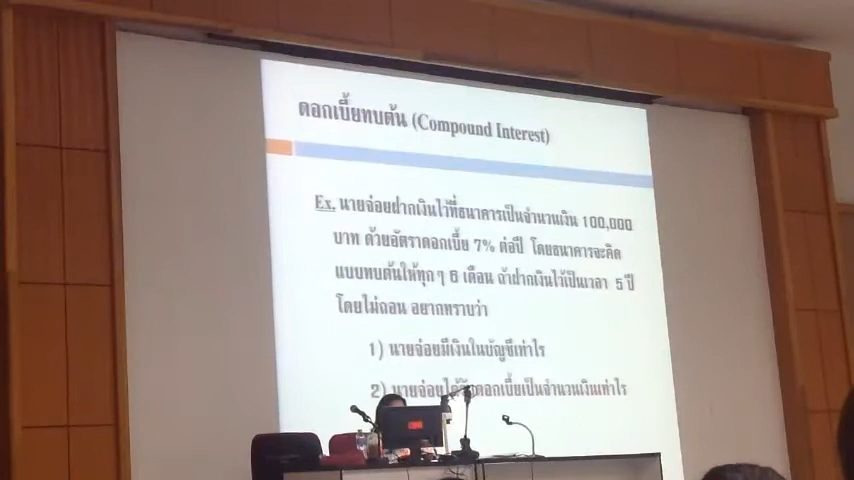 ดอกเบี้ยทบต้น (Compound Interest)
Ex. นายจ่อยฝากเงินไว้ที่ธนาคารเป็นจำนวนเงิน 100,000
บาท ด้วยอัตราดอกเบี้ย 7% ต่อปี โดยธนาคารจะคิด
แบบทบต้นให้ทุกๆ 6 เดือน ถ้าฝากเงินไว้เป็นเวลา 5 ปี
โดยไม่ถอน อยากทราบว่า
1) นายจ่อยมีเงินในบัญชีเท่าไร
2) นายจ่อยได้รับดอกเบี้ยเป็นจำนวนเงินเท่าไร